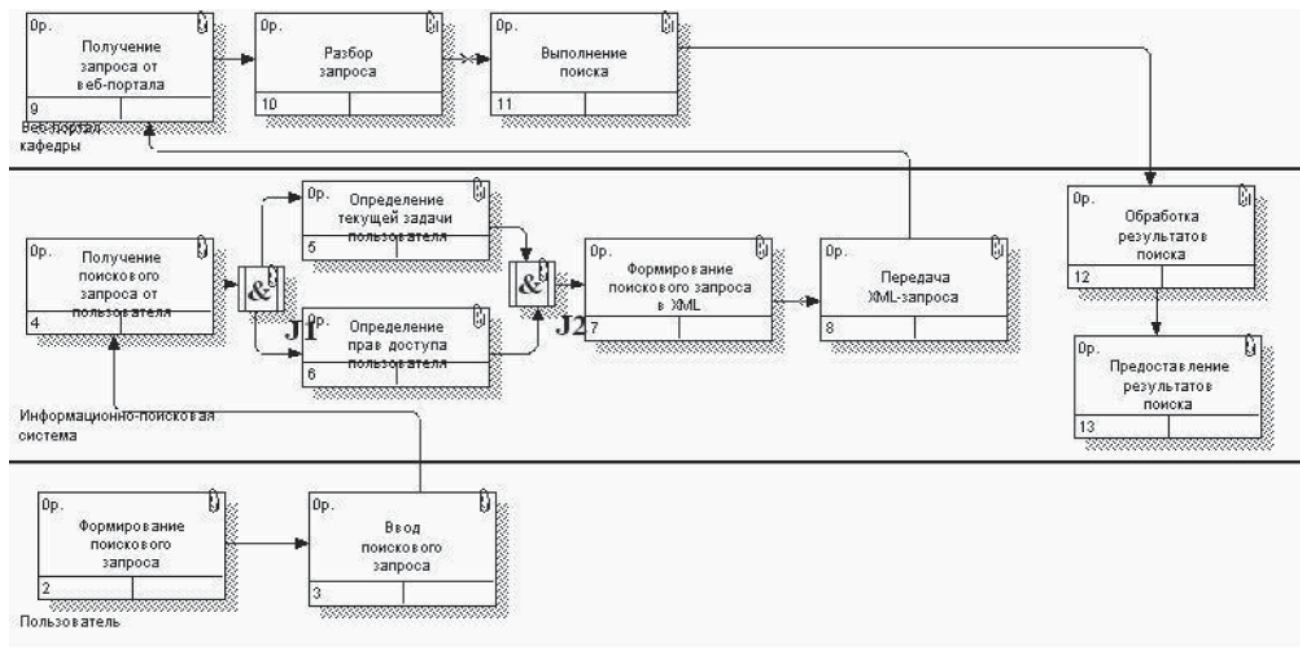 0р.
Получение
запроса от
веб-портала
9
0р.
Разбор
запроса
10
0р.
Выполнение
поиска
11
Веб-портал
кафедры
0р.
Получение
поискового
запроса от
пользователя
4
&
J1
0р.
Определение
текущей задачи
пользователя
5
0р.
Определение
прав доступа
пользователя
6
&
J2
0р.
Формирование
поискового запроса
в XML
7
0р.
Передача
XML-запроса
8
0р.
Обработка
результатов
поиска
12
0р.
Предоставление
результатов
поиска
13
Информационно-поисковая
система
0р.
Формирование
поискового
запроса
2
0р.
Ввод
поискового
запроса
3
Пользователь